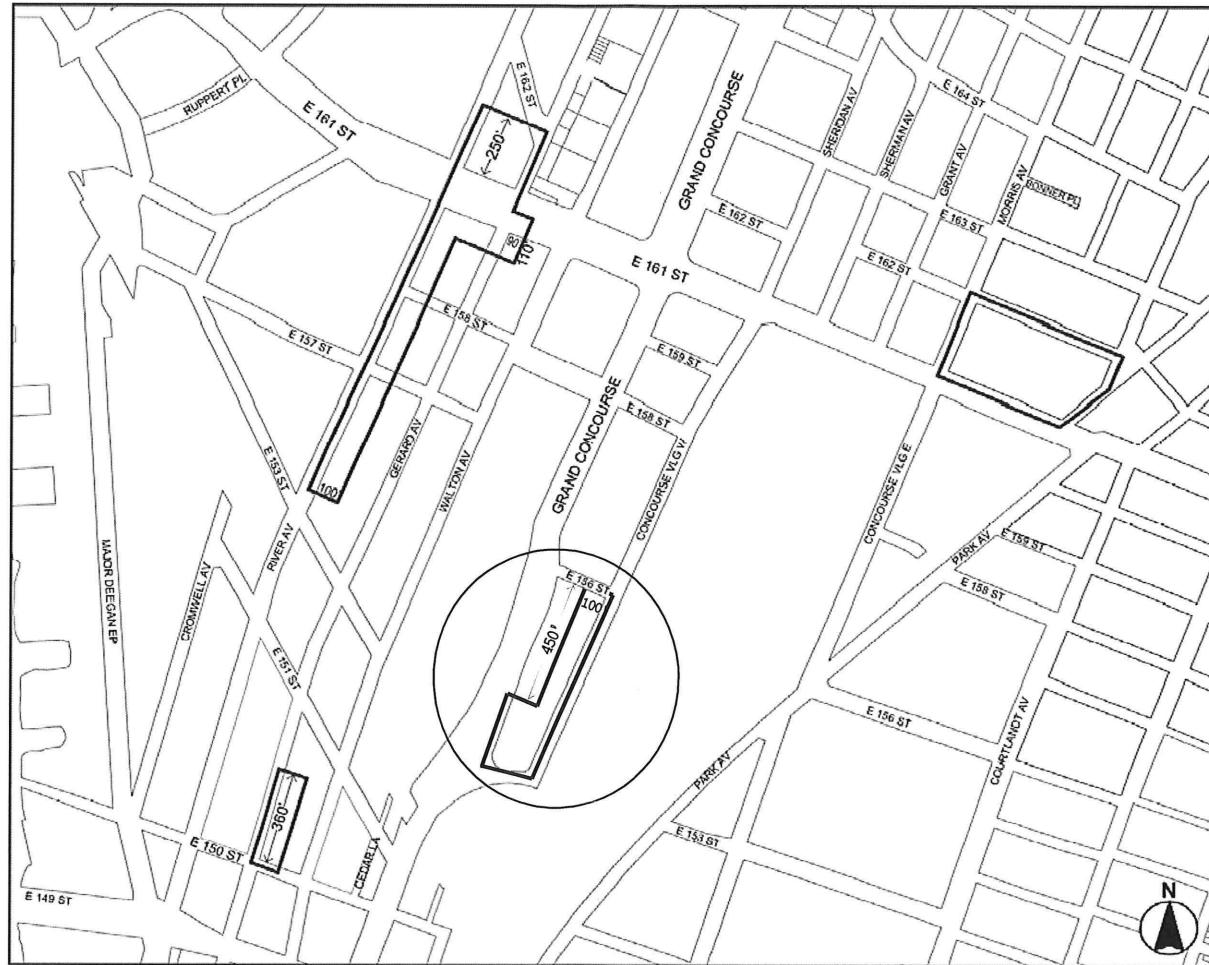 RUPPERT PL
E 161 ST
E 162 ST
250'
GRAND CONCOURSE
SHERIDAN AV
SHERMAN AV
E 164 ST
GRANT AV
MORRIS AV
BONNER PL
E 163 ST
E 162 ST
E 162 ST
90'
110'
E 161 ST
E 158 ST
E 157 ST
E 159 ST
GRAND CONCOURSE
E 158 ST
CONCOURSE VLG W
GERARD AV
WALTON AV
E 153 ST
100'
RIVER AV
MAJOR DEEGAN EP
CROMWELL AV
CONCOURSE VLG E
PARK AV
E 159 ST
E 158 ST
E 156 ST
100'
450'
E 151 ST
E 156 ST
COURTLANDT AV
PARK AV
E 153 ST
360'
E 150 ST
CEDAR LA
E 149 ST
N